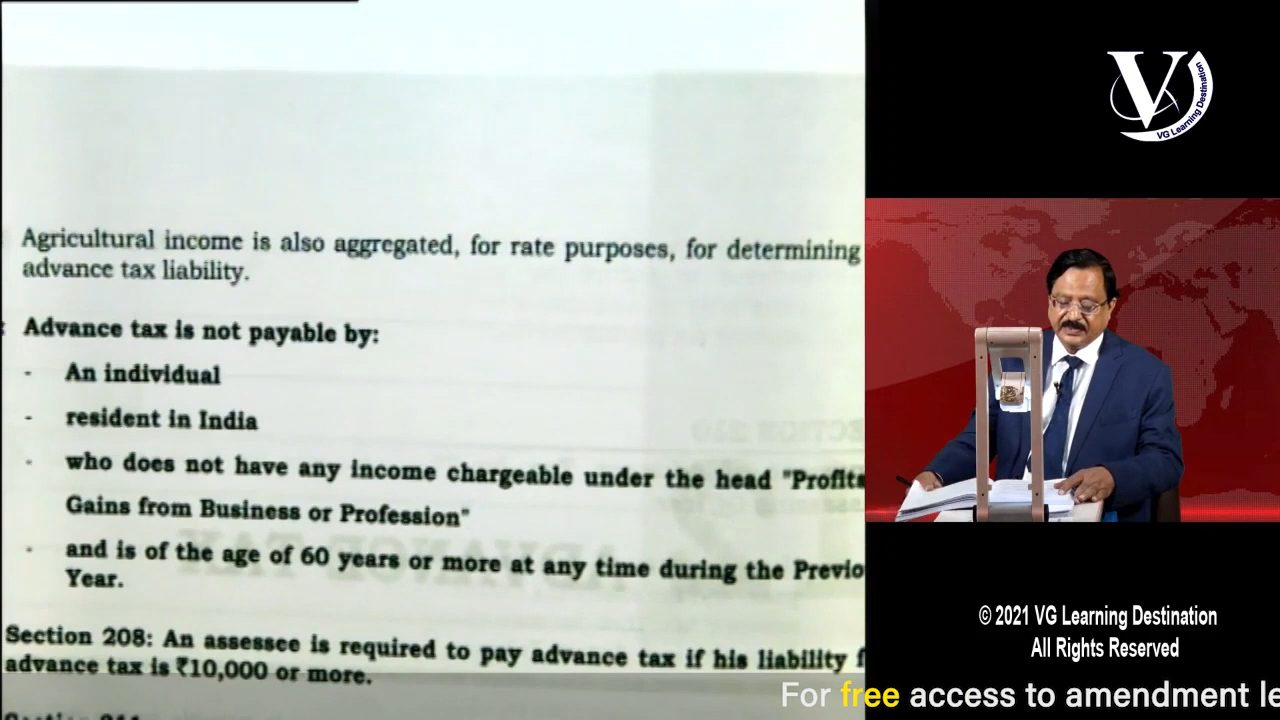 Agricultural income is also aggregated, for rate purposes, for determining
advance tax liability.
Advance tax is not payable by:
- An individual
- resident in India
- who does not have any income chargeable under the head "Profits
Gains from Business or Profession"
- and is of the age of 60 years or more at any time during the Previo
Year.
Section 208: An assessee is required to pay advance tax if his liability f
advance tax is ₹10,000 or more.
V
VG Learning Destination
© 2021 VG Learning Destination
All Rights Reserved
For free access to amendment le